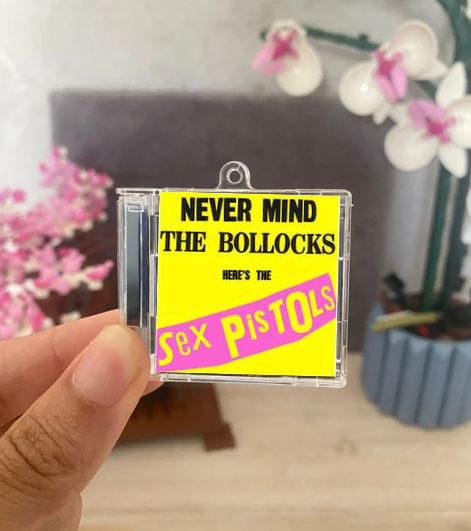 NEVER MIND
THE BOLLOCKS
HERE'S THE
Sex PisTOLS